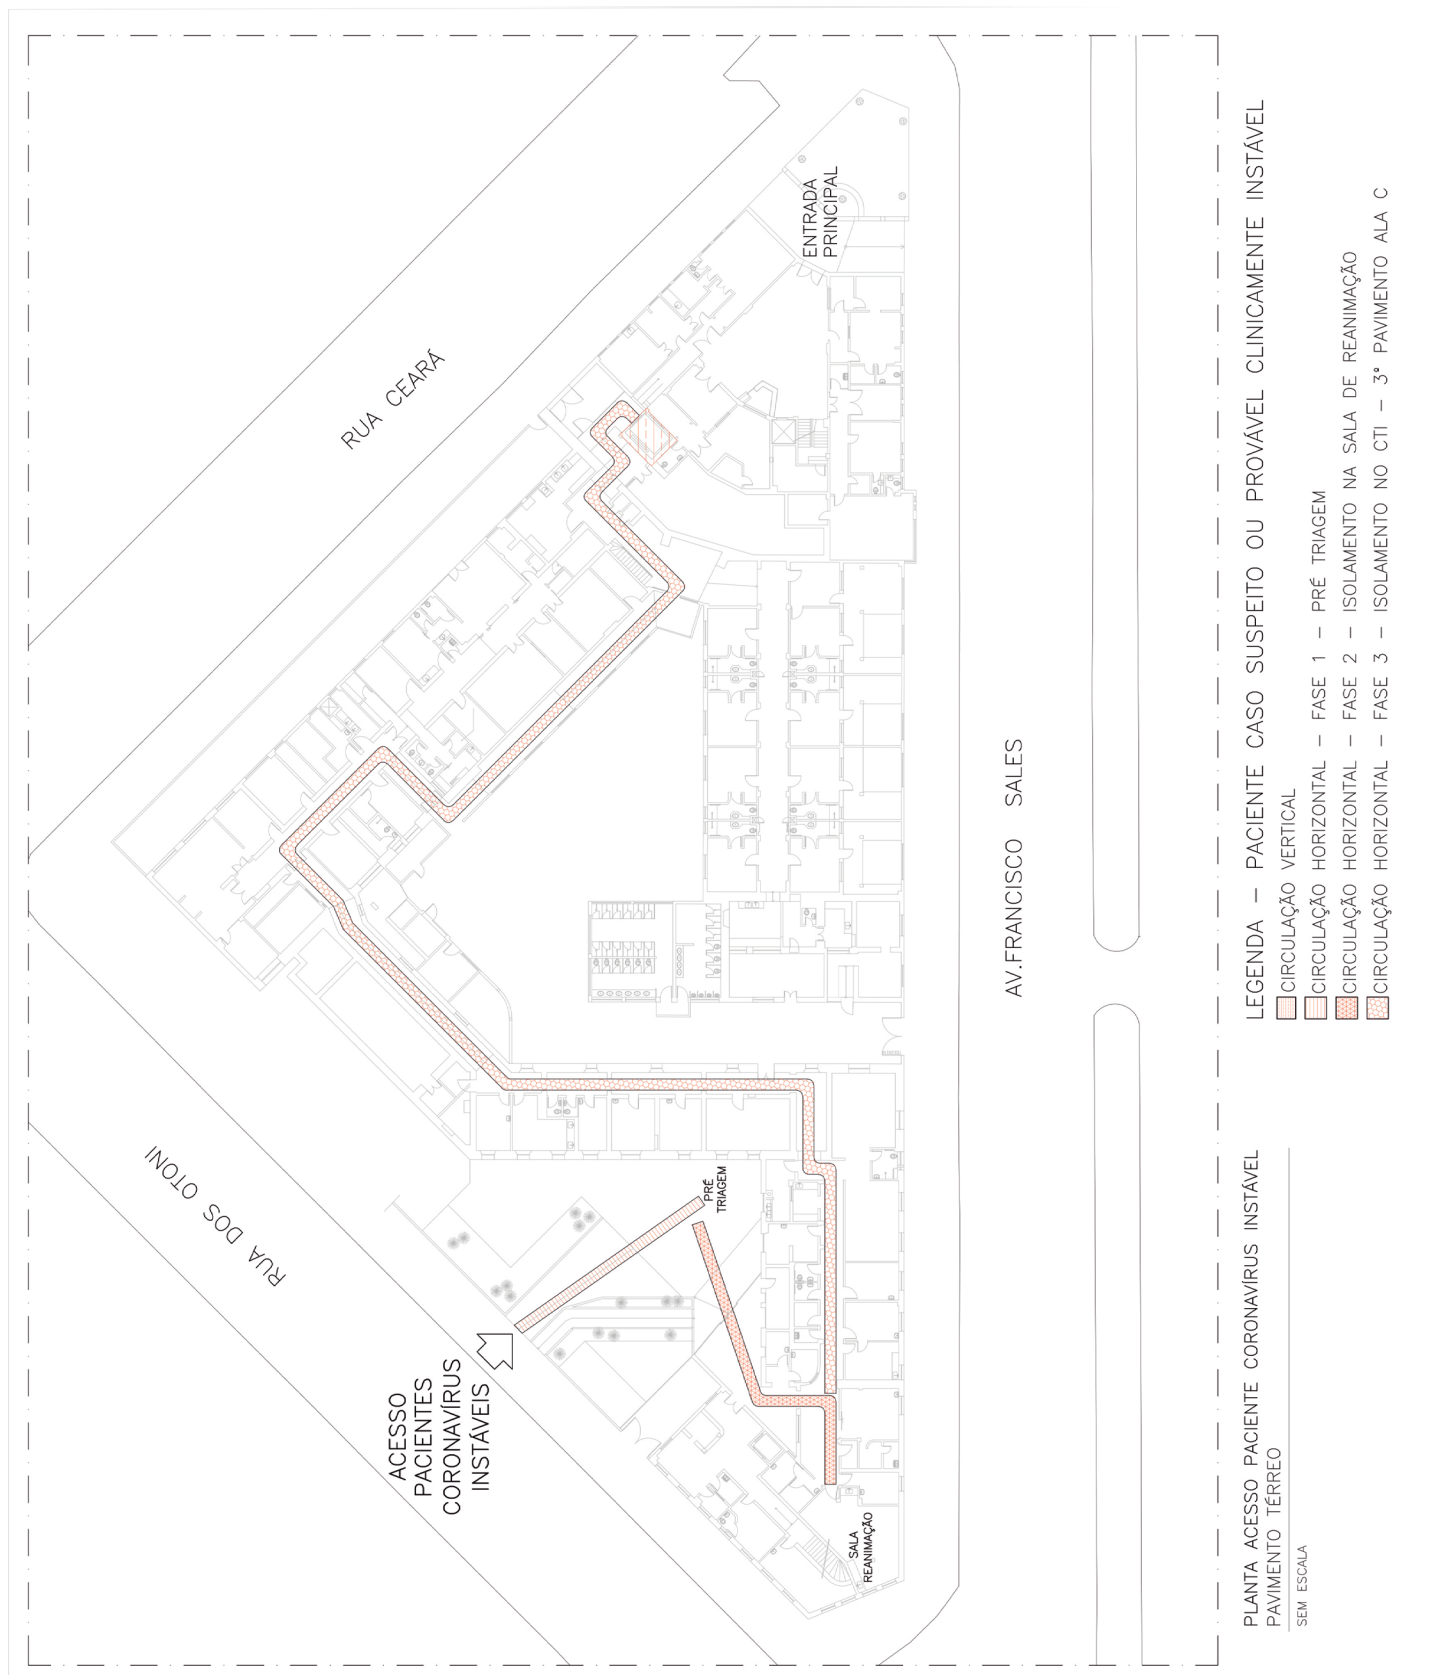 RUA CEARÁ
ENTRADA
PRINCIPAL
RUA DOS OTONI
ACESSO
PACIENTES
CORONAVÍRUS
INSTÁVEIS
PRÉ
TRIAGEM
SALA
REANIMAÇÃO
AV.FRANCISCO SALES
LEGENDA – PACIENTE CASO SUSPEITO OU PROVÁVEL CLINICAMENTE INSTÁVEL
CIRCULAÇÃO VERTICAL
CIRCULAÇÃO HORIZONTAL – FASE 1 – PRÉ TRIAGEM
CIRCULAÇÃO HORIZONTAL – FASE 2 – ISOLAMENTO NA SALA DE REANIMAÇÃO
CIRCULAÇÃO HORIZONTAL – FASE 3 – ISOLAMENTO NO CTI – 3º PAVIMENTO ALA C
PLANTA ACESSO PACIENTE CORONAVÍRUS INSTÁVEL
PAVIMENTO TÉRREO
SEM ESCALA